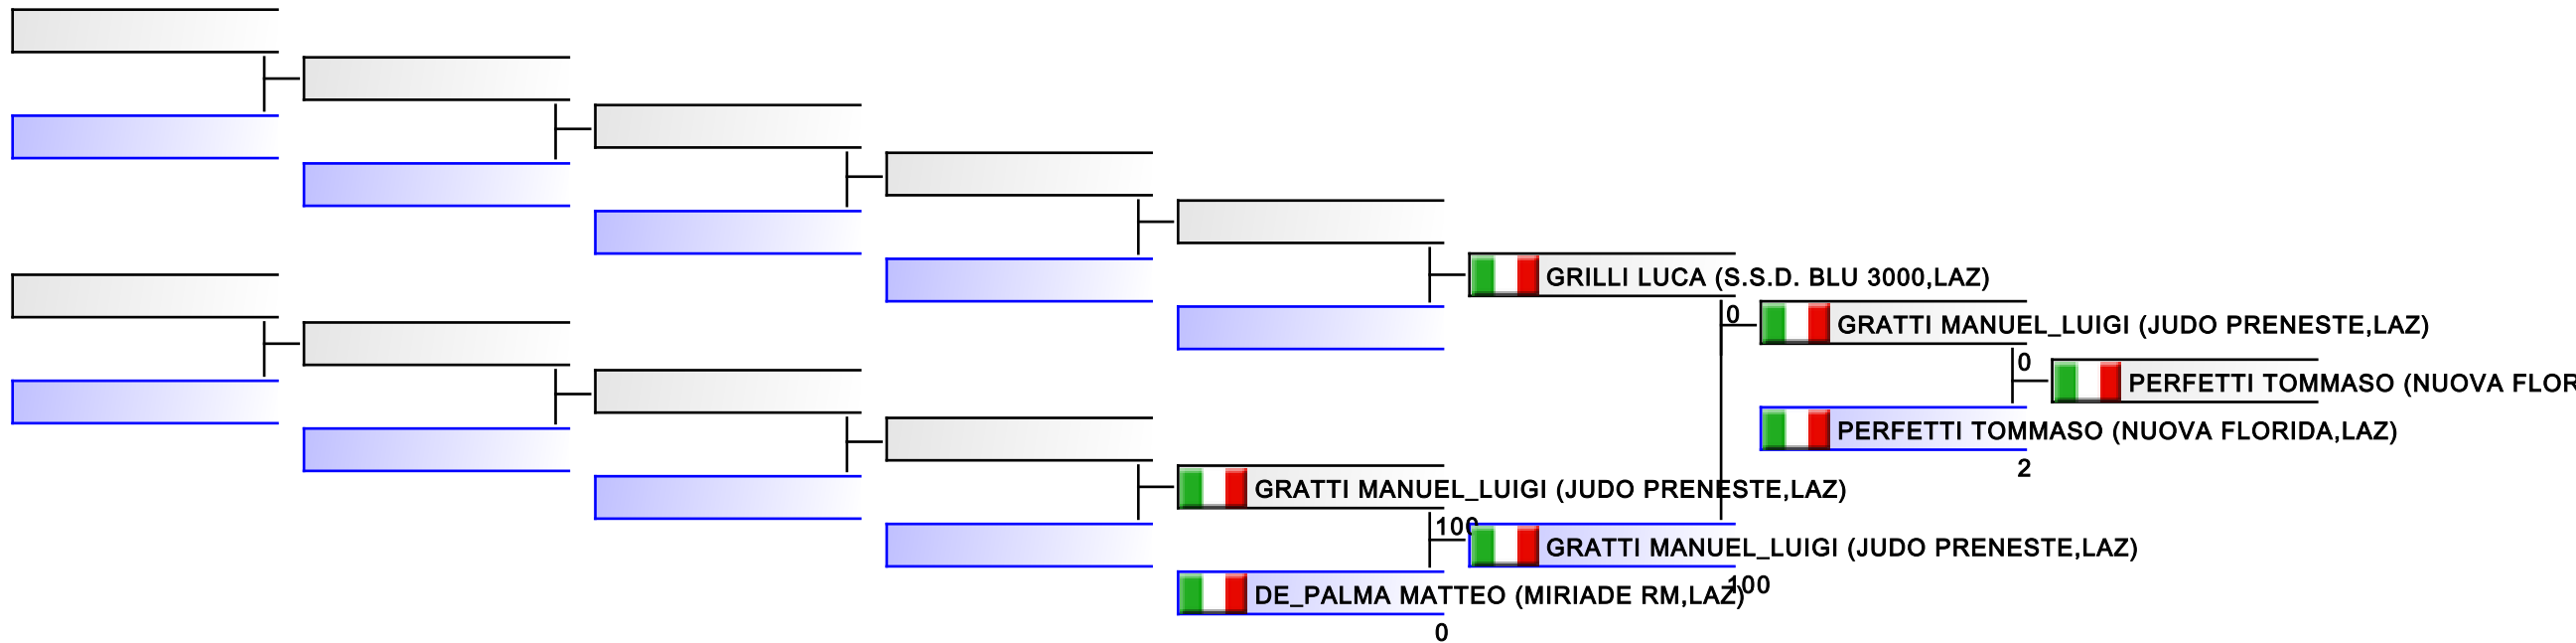 GRILLI LUCA (S.S.D. BLU 3000,LAZ)
0
GRATTI MANUEL_LUIGI (JUDO PRENESTE,LAZ)
0
PERFETTI TOMMASO (NUOVA FLOR
PERFETTI TOMMASO (NUOVA FLORIDA,LAZ)
2
GRATTI MANUEL_LUIGI (JUDO PRENESTE,LAZ)
100
GRATTI MANUEL_LUIGI (JUDO PRENESTE,LAZ)
100
DE_PALMA MATTEO (MIRIADE RM,LAZ)
0